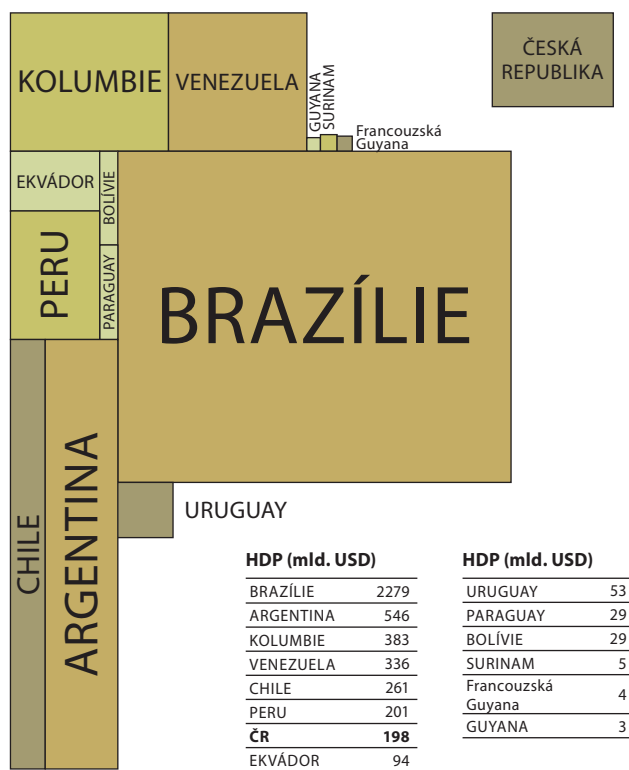 KOLUMBIE
VENEZUELA
GUYANA
SURINAM
Francouzská
Guyana
ČESKÁ
REPUBLIKA
EKVÁDOR
BOLÍVIE
PERU
PARAGUAY
BRAZÍLIE
CHILE
ARGENTINA
URUGUAY
HDP (mld. USD)
BRAZÍLIE 2279
ARGENTINA 546
KOLUMBIE 383
VENEZUELA 336
CHILE 261
PERU 201
ČR 198
EKVÁDOR 94
HDP (mld. USD)
URUGUAY 53
PARAGUAY 29
BOLÍVIE 29
SURINAM 5
Francouzská
Guyana 4
GUYANA 3